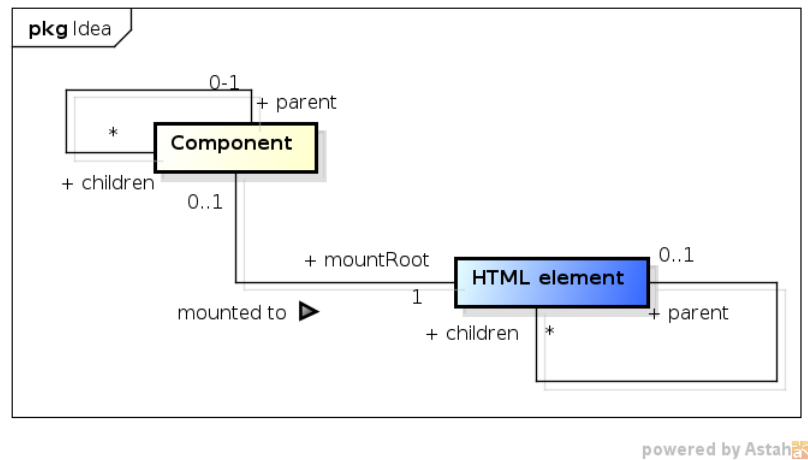 pkg Idea
0-1
+ parent
*
Component
+ children
0..1
+ mountRoot
0..1
HTML element
1
mounted to
+ parent
+ children
*
powered by Astah